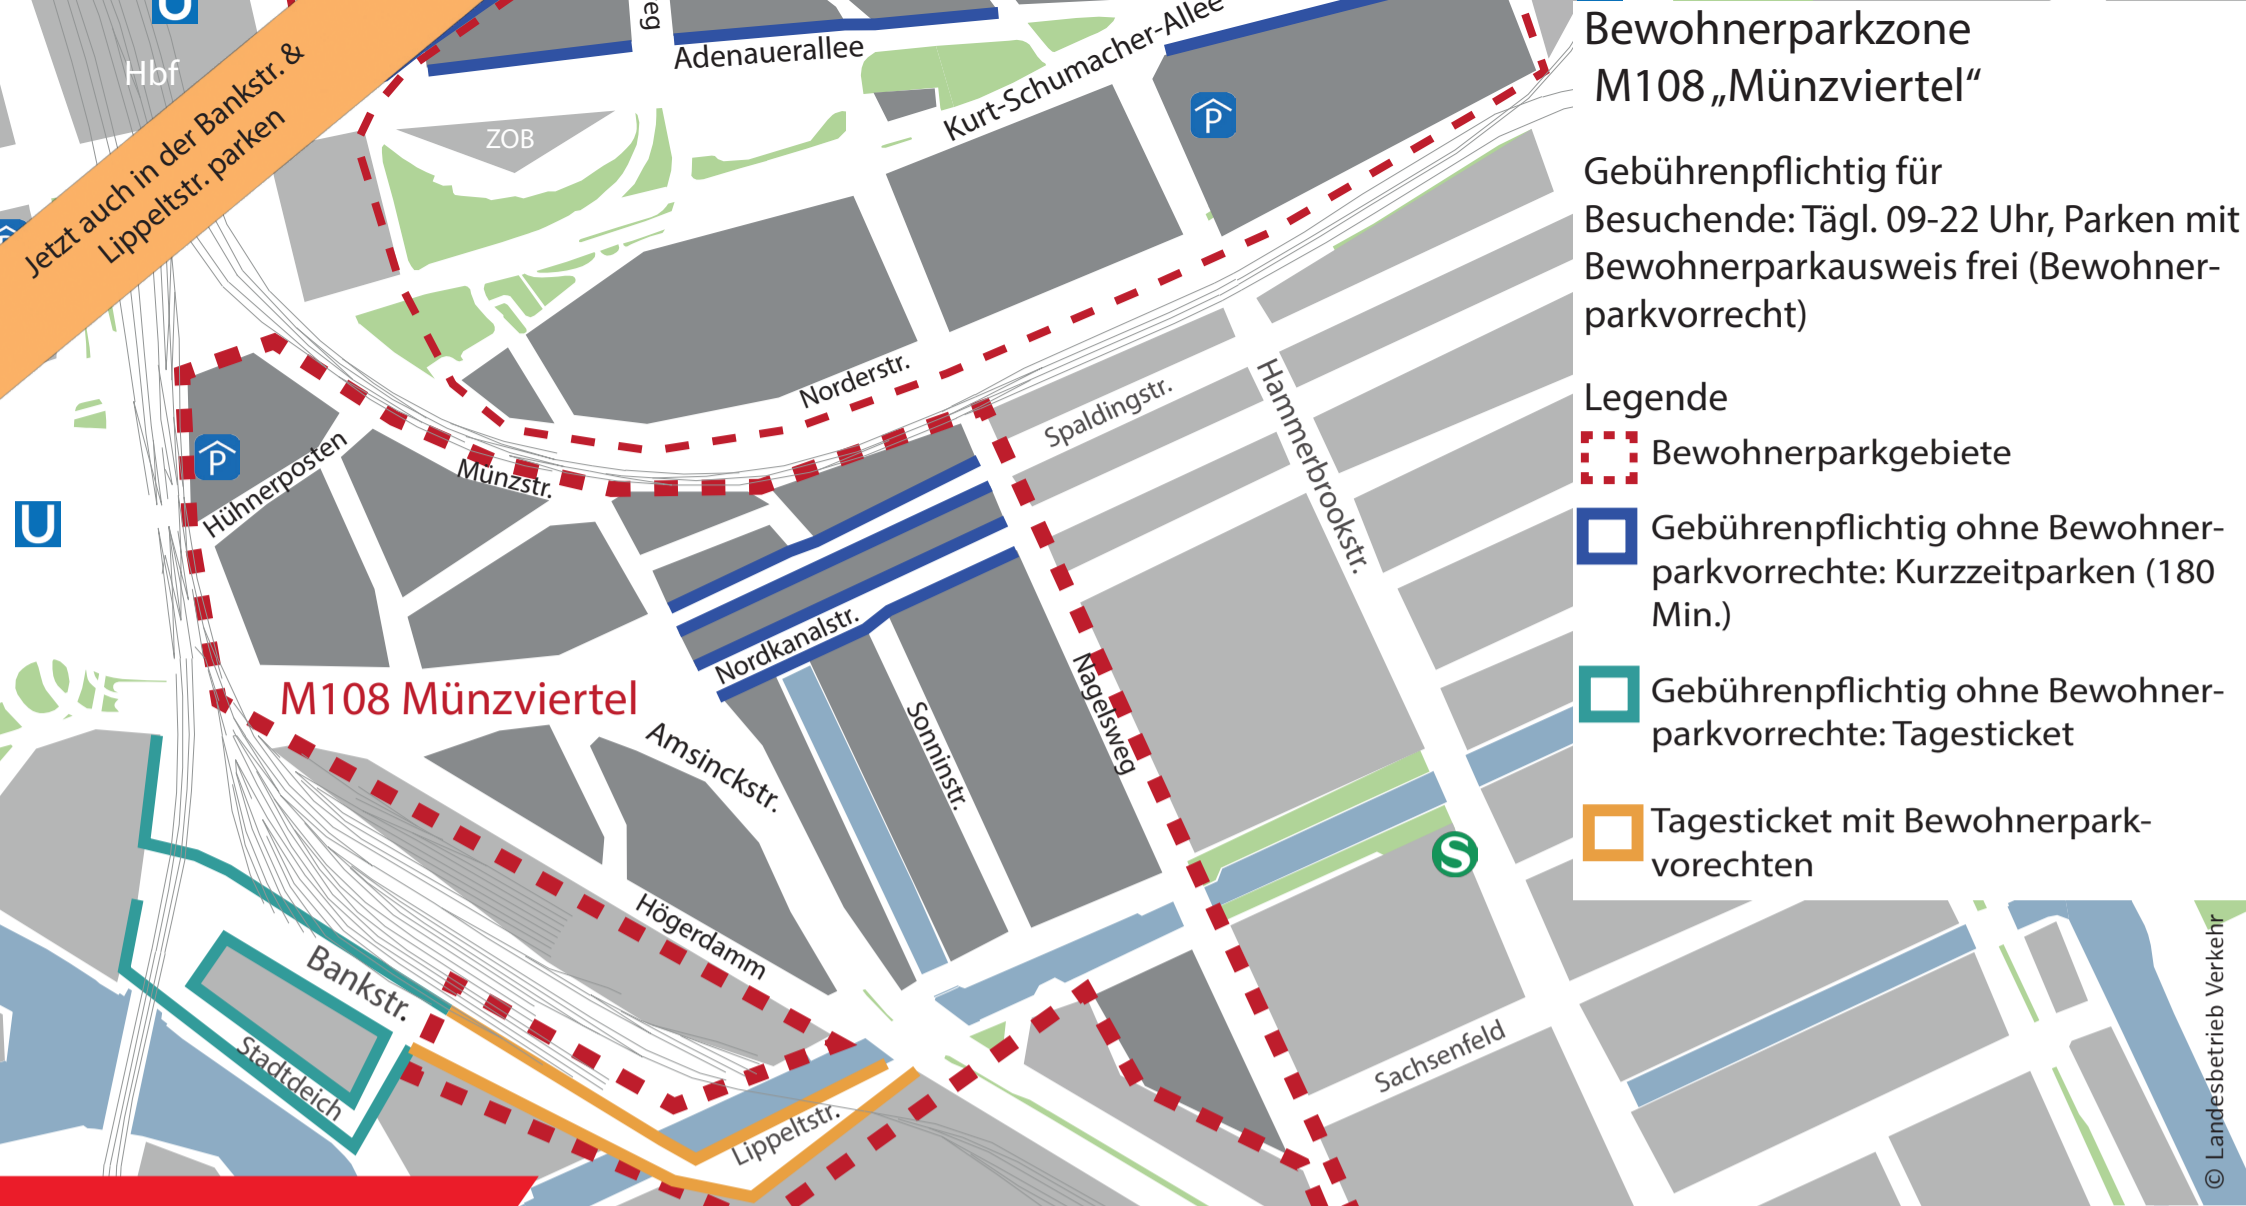 U
Hbf
Jetzt auch in der Bankstr. &
Lippeltstr. parken
eg
Adenauerallee
Kurt-Schumacher-Allee
ZOB
P
Norderstr.
Spaldingstr.
Hammerbrookstr.
P
Hühnerposten
Münzstr.
U
Nordkanalstr.
M108 Münzviertel
Amsinckstr.
Sonninstr.
Nagelsweg
S
Högerdamm
Bankstr.
Stadtdeich
Lippeltstr.
Sachsenfeld
Bewohnerparkzone
M108 „Münzviertel“
Gebührenpflichtig für
Besuchende: Tägl. 09-22 Uhr, Parken mit
Bewohnerparkausweis frei (Bewohner-
parkvorrecht)
Legende
Bewohnerparkgebiete
Gebührenpflichtig ohne Bewohner-
parkvorrechte: Kurzzeitparken (180
Min.)
Gebührenpflichtig ohne Bewohner-
parkvorrechte: Tagesticket
Tagesticket mit Bewohnerpark-
vorechten
© Landesbetrieb Verkehr